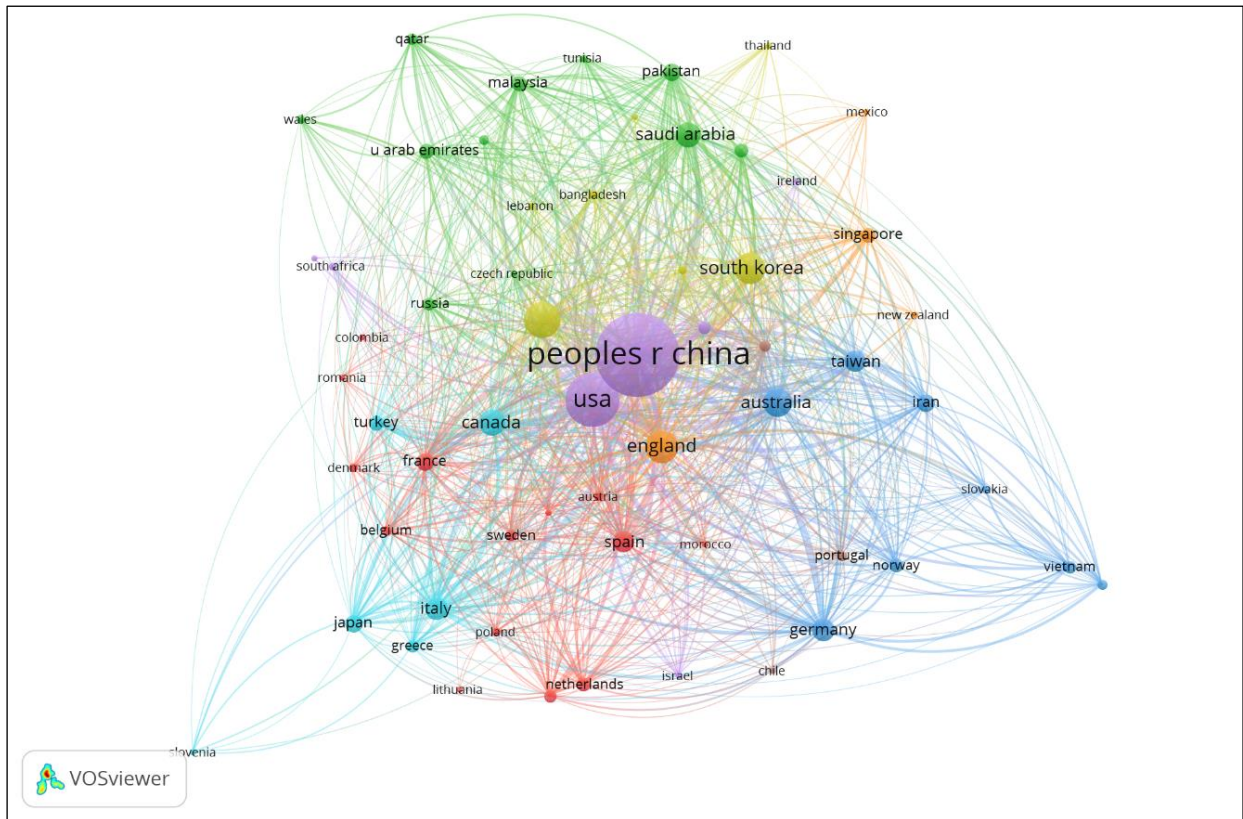 qatar
thailand
tunisia
pakistan
malaysia
mexico
wales
saudi arabia
u arab emirates
ireland
bangladesh
lebanon
singapore
south africa
south korea
czech republic
russia
new zealand
colombia
peoples r china
taiwan
romania
usa
australia
iran
turkey
canada
england
france
denmark
slovakia
austria
belgium
sweden
spain
morocco
portugal
norway
vietnam
italy
japan
germany
poland
greece
israel
chile
netherlands
lithuania
slovenia
VOSviewer